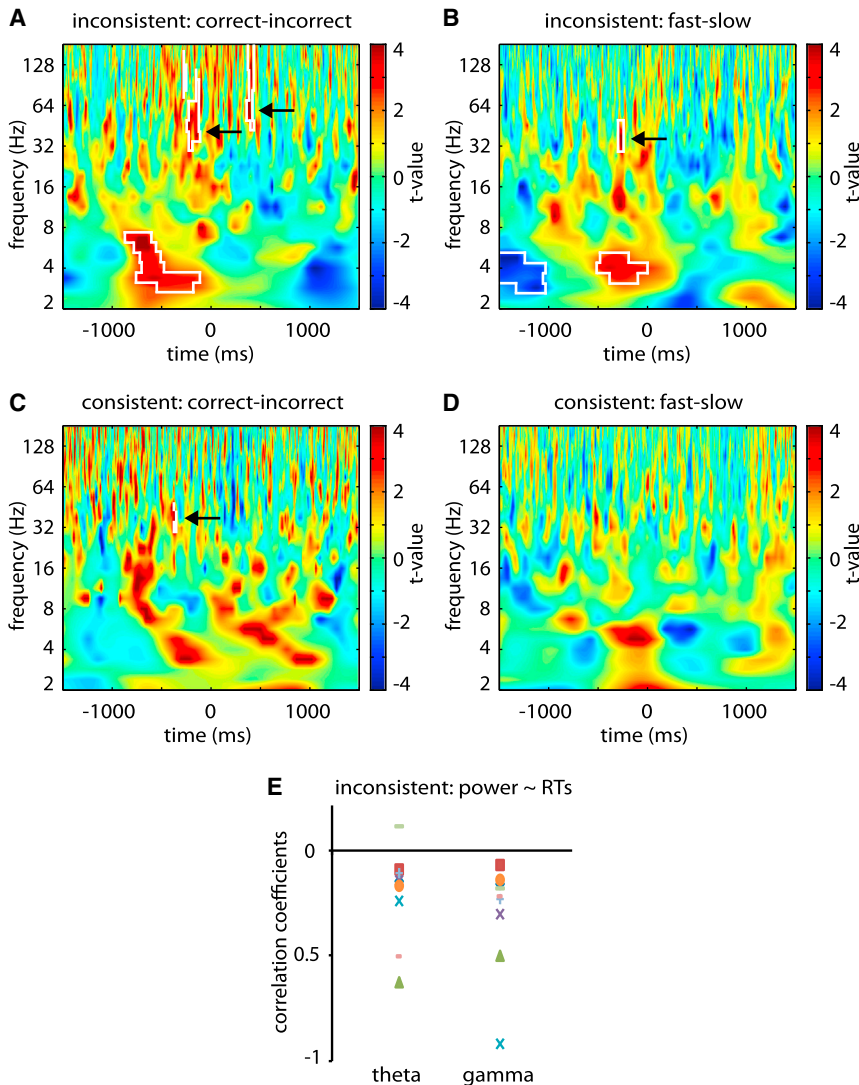 A
inconsistent: correct-incorrect
frequency (Hz)
128
64
32
16
8
4
2
-1000
0
1000
time (ms)
4
2
0
-2
-4
t-value
B
inconsistent: fast-slow
frequency (Hz)
128
64
32
16
8
4
2
-1000
0
1000
time (ms)
4
2
0
-2
-4
t-value
C
consistent: correct-incorrect
frequency (Hz)
128
64
32
16
8
4
2
-1000
0
1000
time (ms)
4
2
0
-2
-4
t-value
D
consistent: fast-slow
frequency (Hz)
128
64
32
16
8
4
2
-1000
0
1000
time (ms)
4
2
0
-2
-4
t-value
E
inconsistent: power ~ RTs
correlation coefficients
0
0.5
-1
theta
gamma